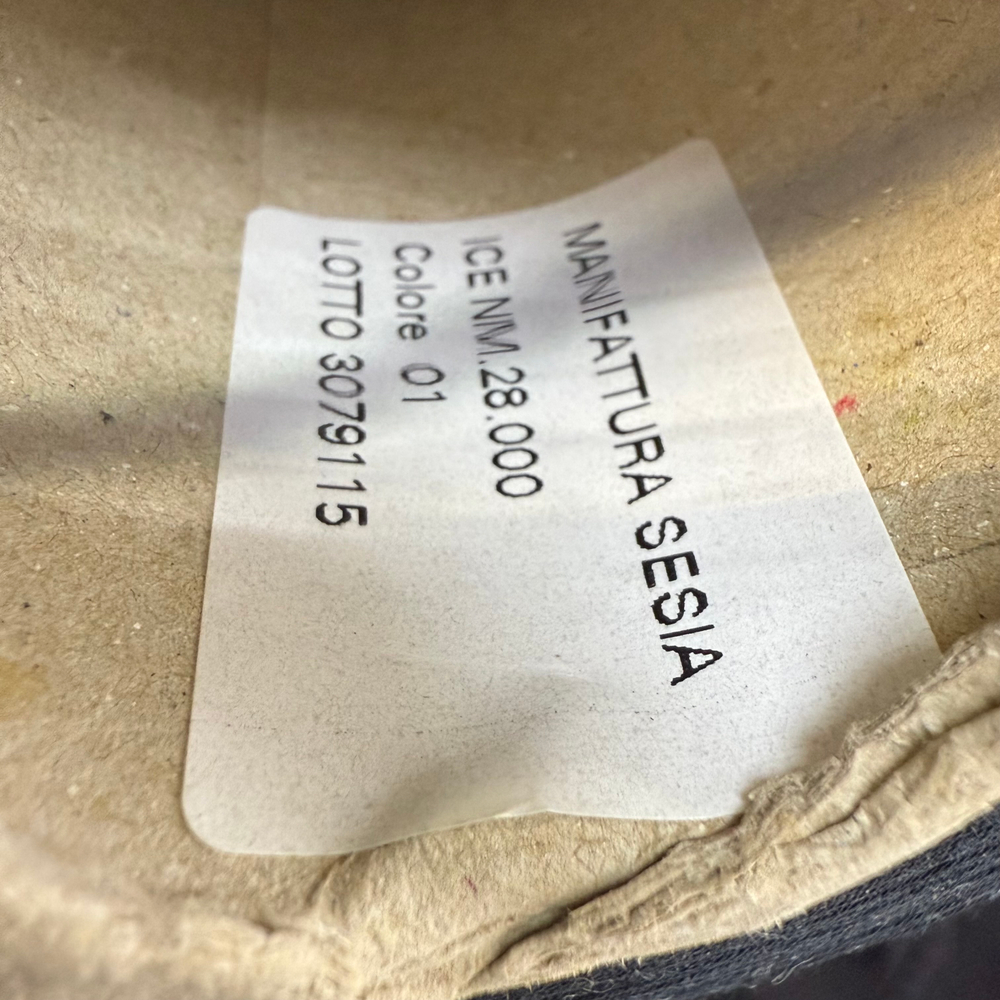 MANIFATTURA SESIA
ICE NM.28.000
Colore 01
LOTTO 3079115